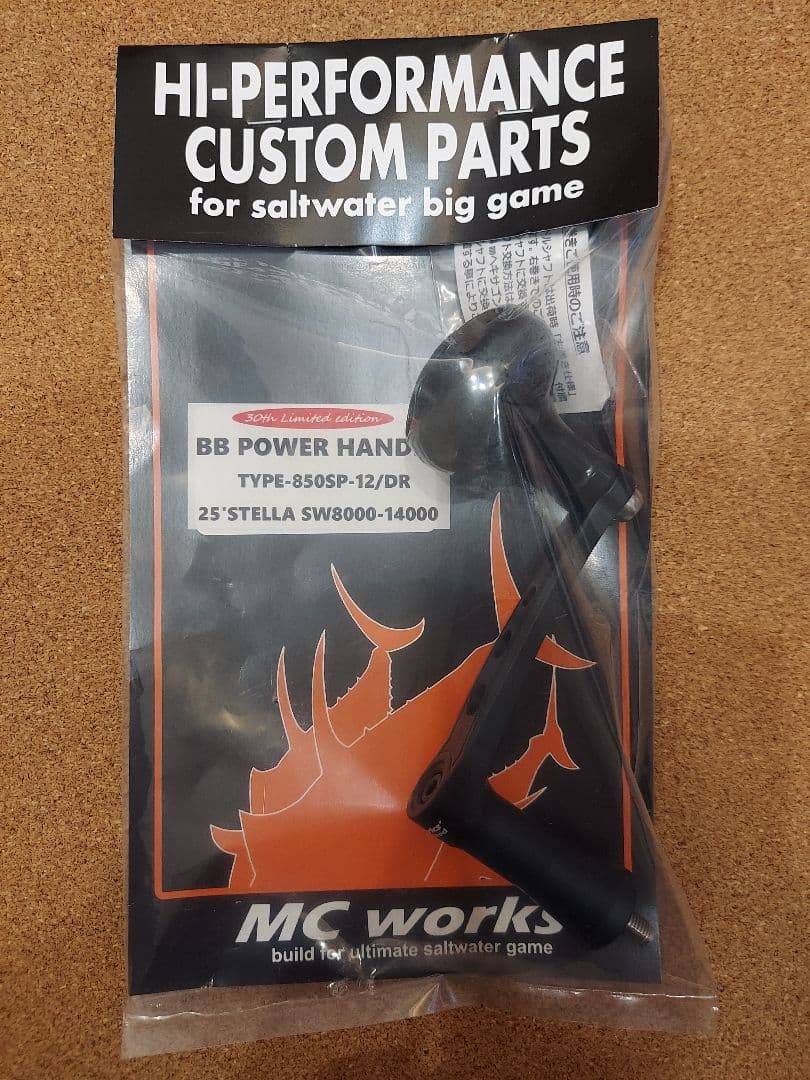 HI-PERFORMANCE
CUSTOM PARTS
for saltwater big game
30th Limited edition
BB POWER HAND
TYPE-850SP-12/DR
25'STELLA SW8000-14000
MC works
build for ultimate saltwater game